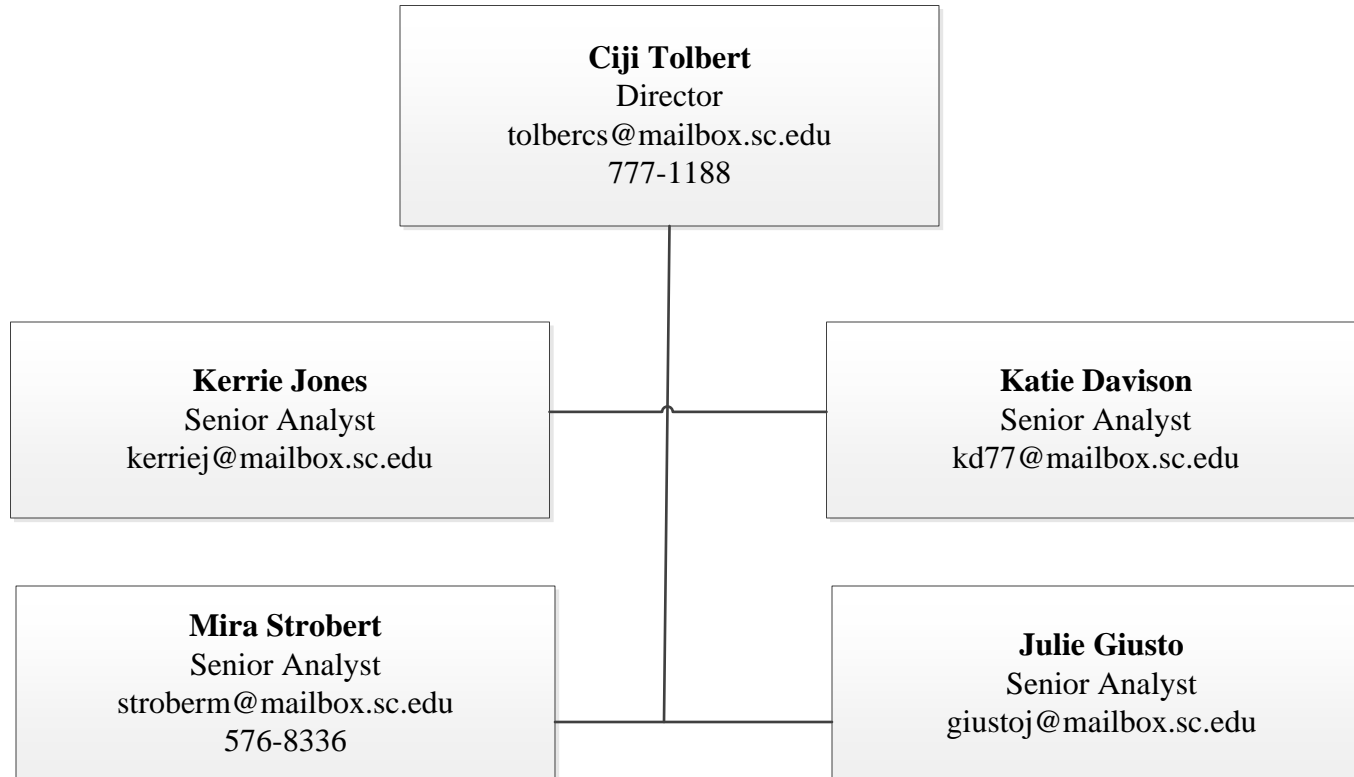 Ciji Tolbert
Director
tolbercs@mailbox.sc.edu
777-1188
Kerrie Jones
Senior Analyst
kerriej@mailbox.sc.edu
Katie Davison
Senior Analyst
kd77@mailbox.sc.edu
Mira Strobert
Senior Analyst
stroberm@mailbox.sc.edu
576-8336
Julie Giusto
Senior Analyst
giustoj@mailbox.sc.edu